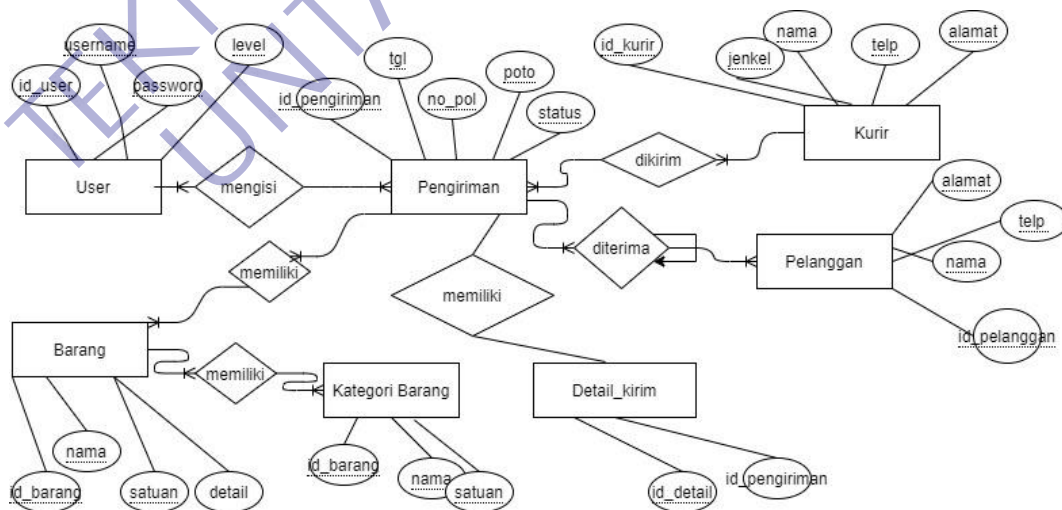 TEKI
UNTA
username
level
id_user
password
User
mengisi
tgl
poto
id_pengiriman
no_pol
status
Pengiriman
id_kurir
nama
telp
alamat
jenkel
Kurir
dikirim
diterima
alamat
telp
nama
id_pelanggan
Pelanggan
memiliki
memiliki
Barang
memiliki
Kategori Barang
Detail_kirim
nama
id_barang
satuan
detail
id_barang
nama
satuan
id_detail
id_pengiriman